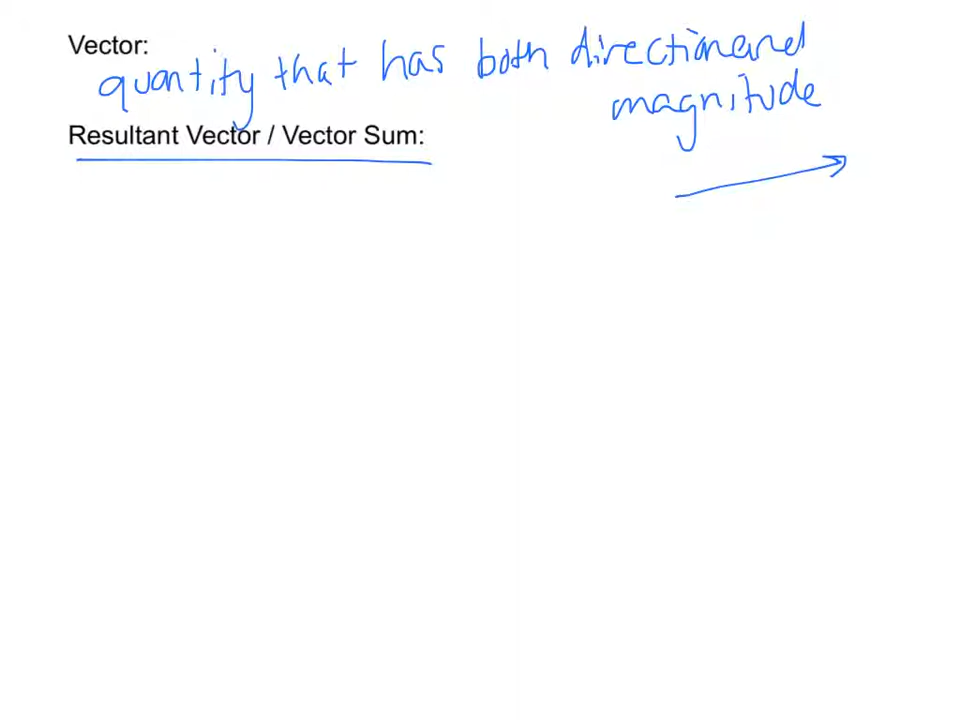 Vector:
quantity that has both direction and
magnitude
Resultant Vector / Vector Sum: